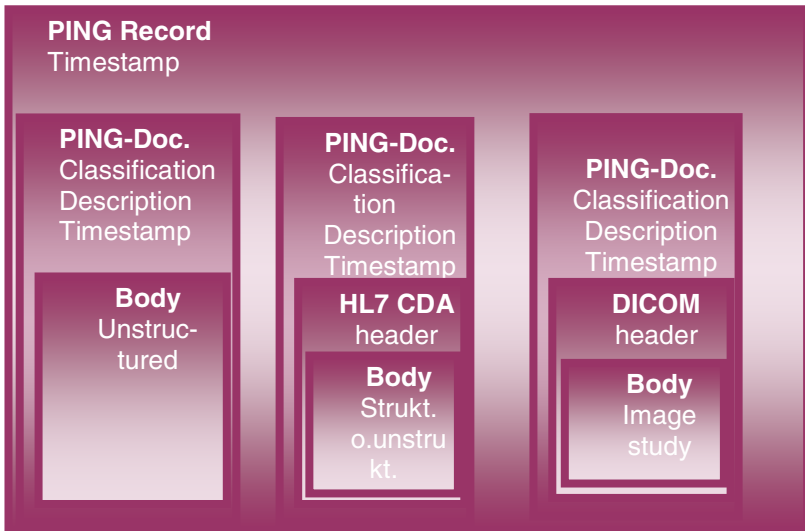 PING Record
Timestamp
PING-Doc.
Classification
Description
Timestamp
Body
Unstruc-
tured
PING-Doc.
Classifica-
tion
Description
Timestamp
HL7 CDA
header
Body
Strukt.
o.unstru
kt.
PING-Doc.
Classification
Description
Timestamp
DICOM
header
Body
Image
study